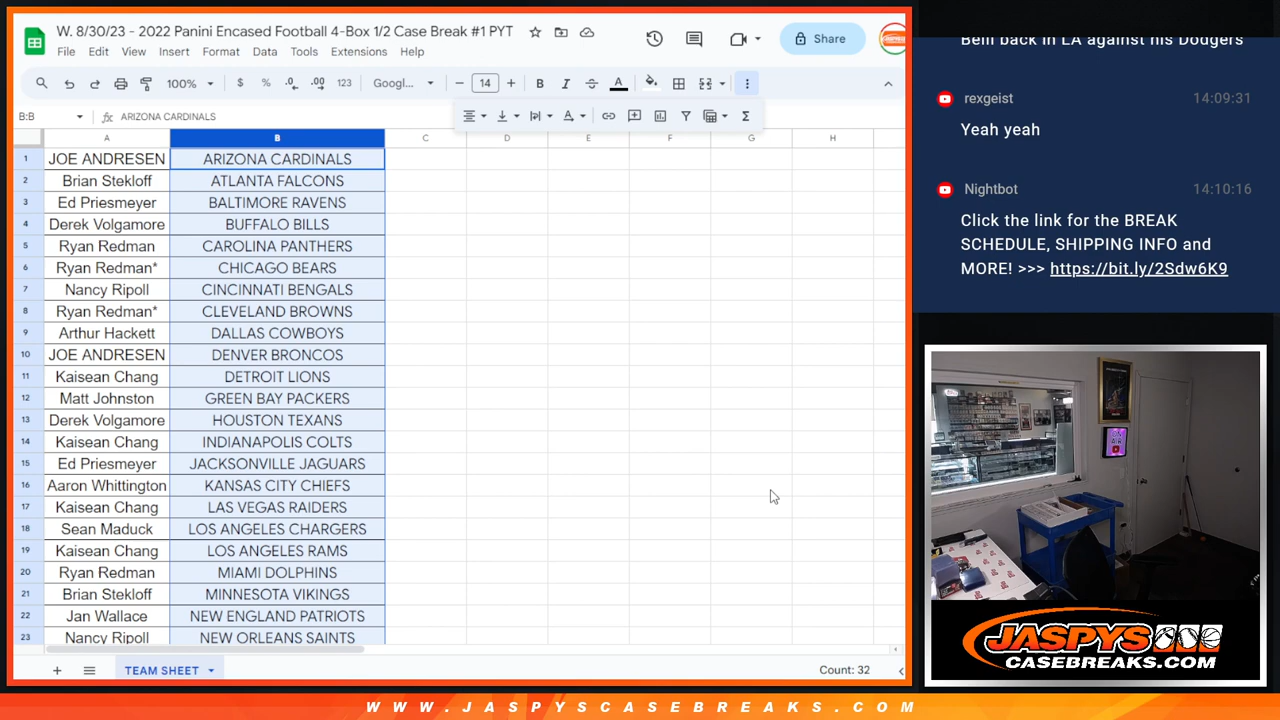 W. 8/30/23 - 2022 Panini Encased Football 4-Box 1/2 Case Break #1 PYT
File Edit View Insert Format Data Tools Extensions Help
Share
100% $ % .0 .00 123 Googl... 14 B I A
B:B fx ARIZONA CARDINALS
A B C D E F G H
1 JOE ANDRESEN ARIZONA CARDINALS
2 Brian Stekloff ATLANTA FALCONS
3 Ed Priesmeyer BALTIMORE RAVENS
4 Derek Volgamore BUFFALO BILLS
5 Ryan Redman CAROLINA PANTHERS
6 Ryan Redman* CHICAGO BEARS
7 Nancy Ripoll CINCINNATI BENGALS
8 Ryan Redman* CLEVELAND BROWNS
9 Arthur Hackett DALLAS COWBOYS
10 JOE ANDRESEN DENVER BRONCOS
11 Kaisean Chang DETROIT LIONS
12 Matt Johnston GREEN BAY PACKERS
13 Derek Volgamore HOUSTON TEXANS
14 Kaisean Chang INDIANAPOLIS COLTS
15 Ed Priesmeyer JACKSONVILLE JAGUARS
16 Aaron Whittington KANSAS CITY CHIEFS
17 Kaisean Chang LAS VEGAS RAIDERS
18 Sean Maduck LOS ANGELES CHARGERS
19 Kaisean Chang LOS ANGELES RAMS
20 Ryan Redman MIAMI DOLPHINS
21 Brian Stekloff MINNESOTA VIKINGS
22 Jan Wallace NEW ENGLAND PATRIOTS
23 Nancy Ripoll NEW ORLEANS SAINTS
TEAM SHEET
Count: 32
Belli back in LA against his Dodgers
rexgeist 14:09:31
Yeah yeah
Nightbot 14:10:16
Click the link for the BREAK
SCHEDULE, SHIPPING INFO and
MORE! >>> https://bit.ly/2Sdw6K9
ON AIR
JASPYS
CASEBREAKS.COM
WWW.JASPYSCASEBREAKS.COM